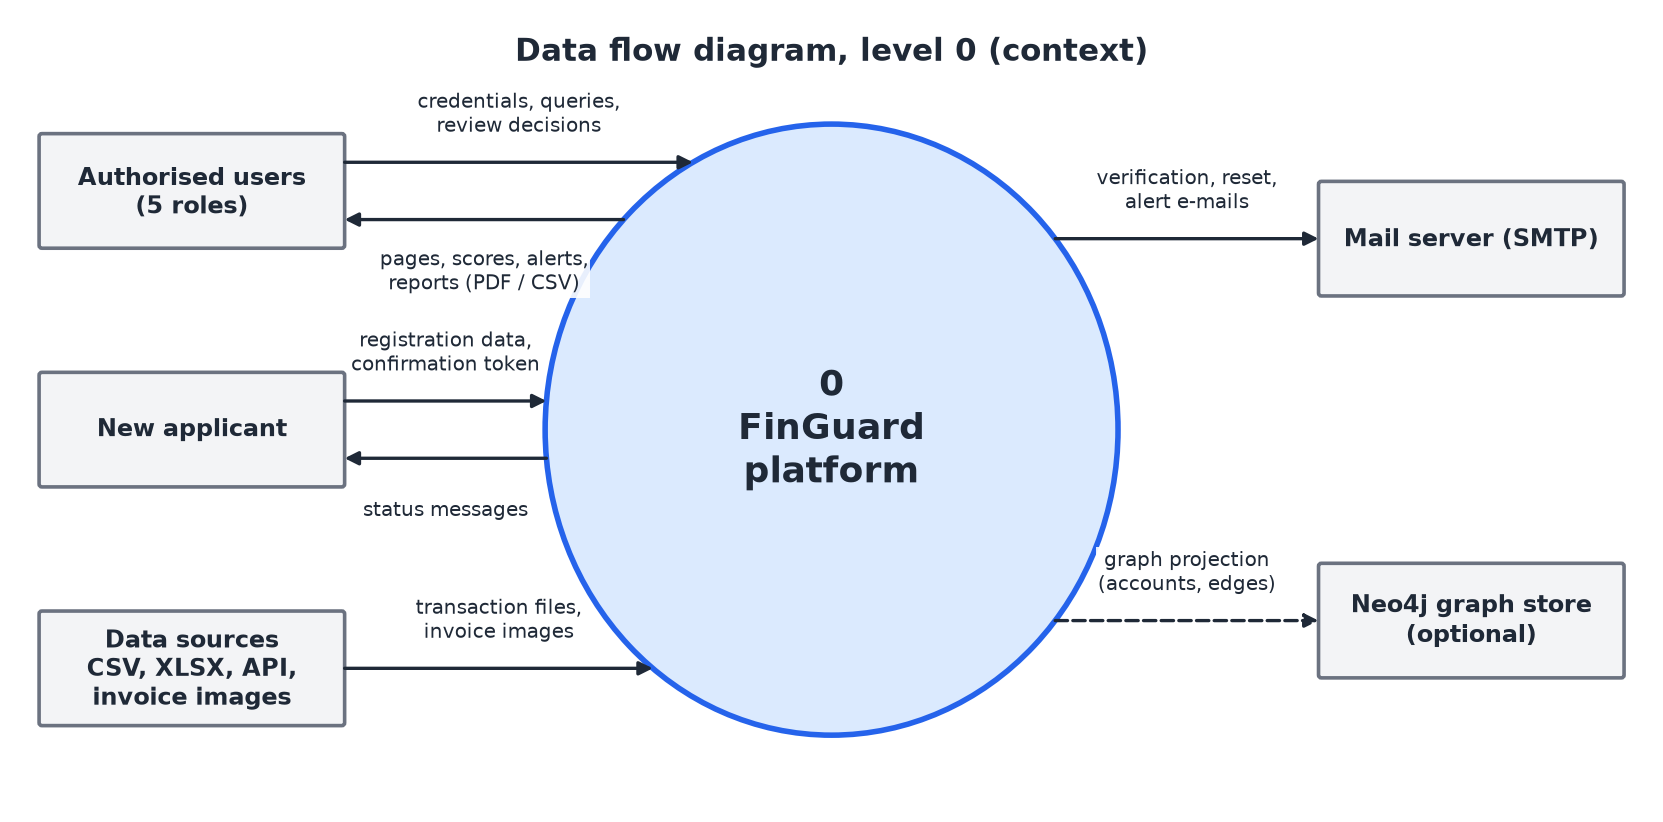 Data flow diagram, level 0 (context)
credentials, queries,
review decisions
Authorised users
(5 roles)
pages, scores, alerts,
reports (PDF / CSV)
registration data,
confirmation token
New applicant
status messages
transaction files,
invoice images
Data sources
CSV, XLSX, API,
invoice images
0
FinGuard
platform
verification, reset,
alert e-mails
Mail server (SMTP)
graph projection
(accounts, edges)
Neo4j graph store
(optional)